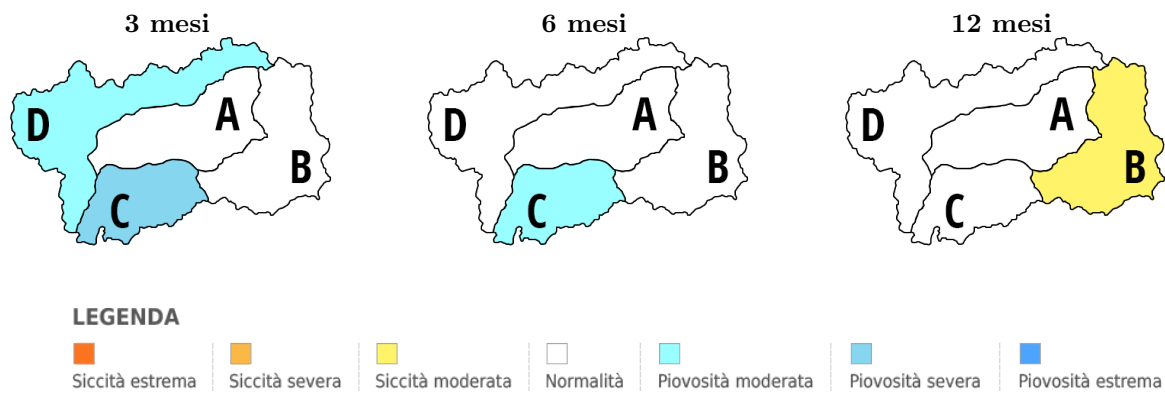 3 mesi 6 mesi 12 mesi
A A A
D D D
B B B
C C C
LEGENDA
Siccità estrema Siccità severa Siccità moderata Normalità Piovosità moderata Piovosità severa Piovosità estrema